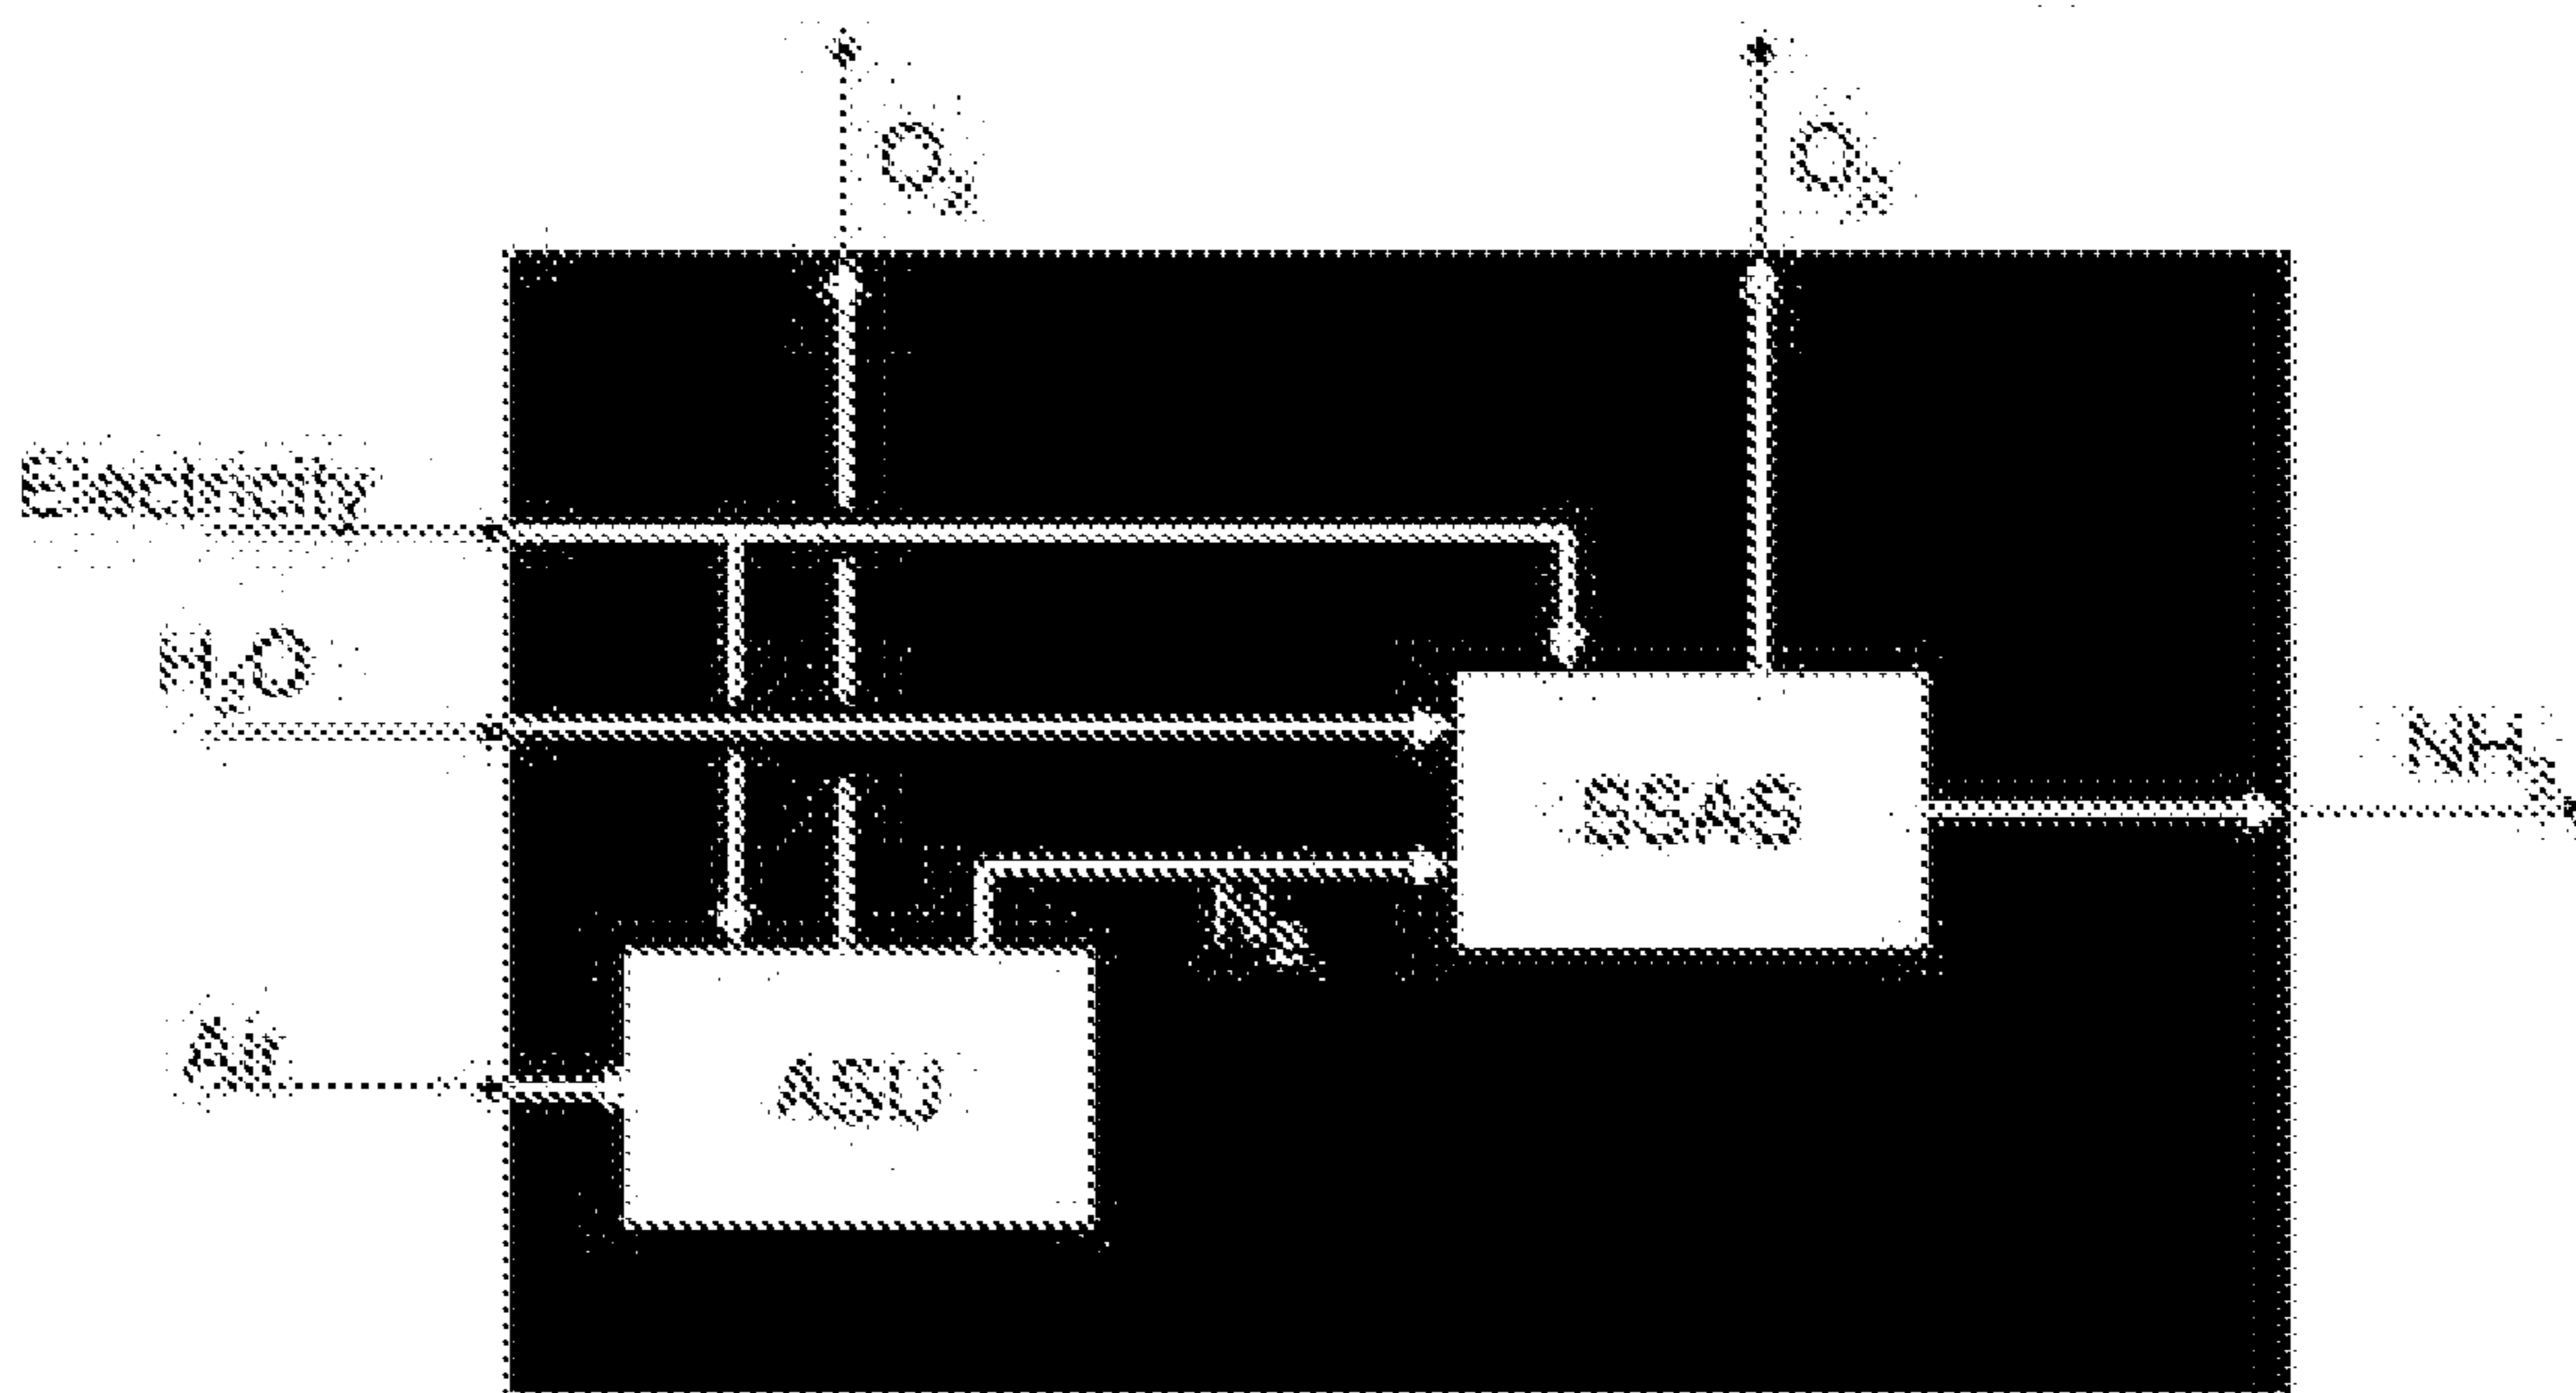 O₂ O₂
Electricity
H₂O
NH₃
SSAS
N₂
Air
ASU